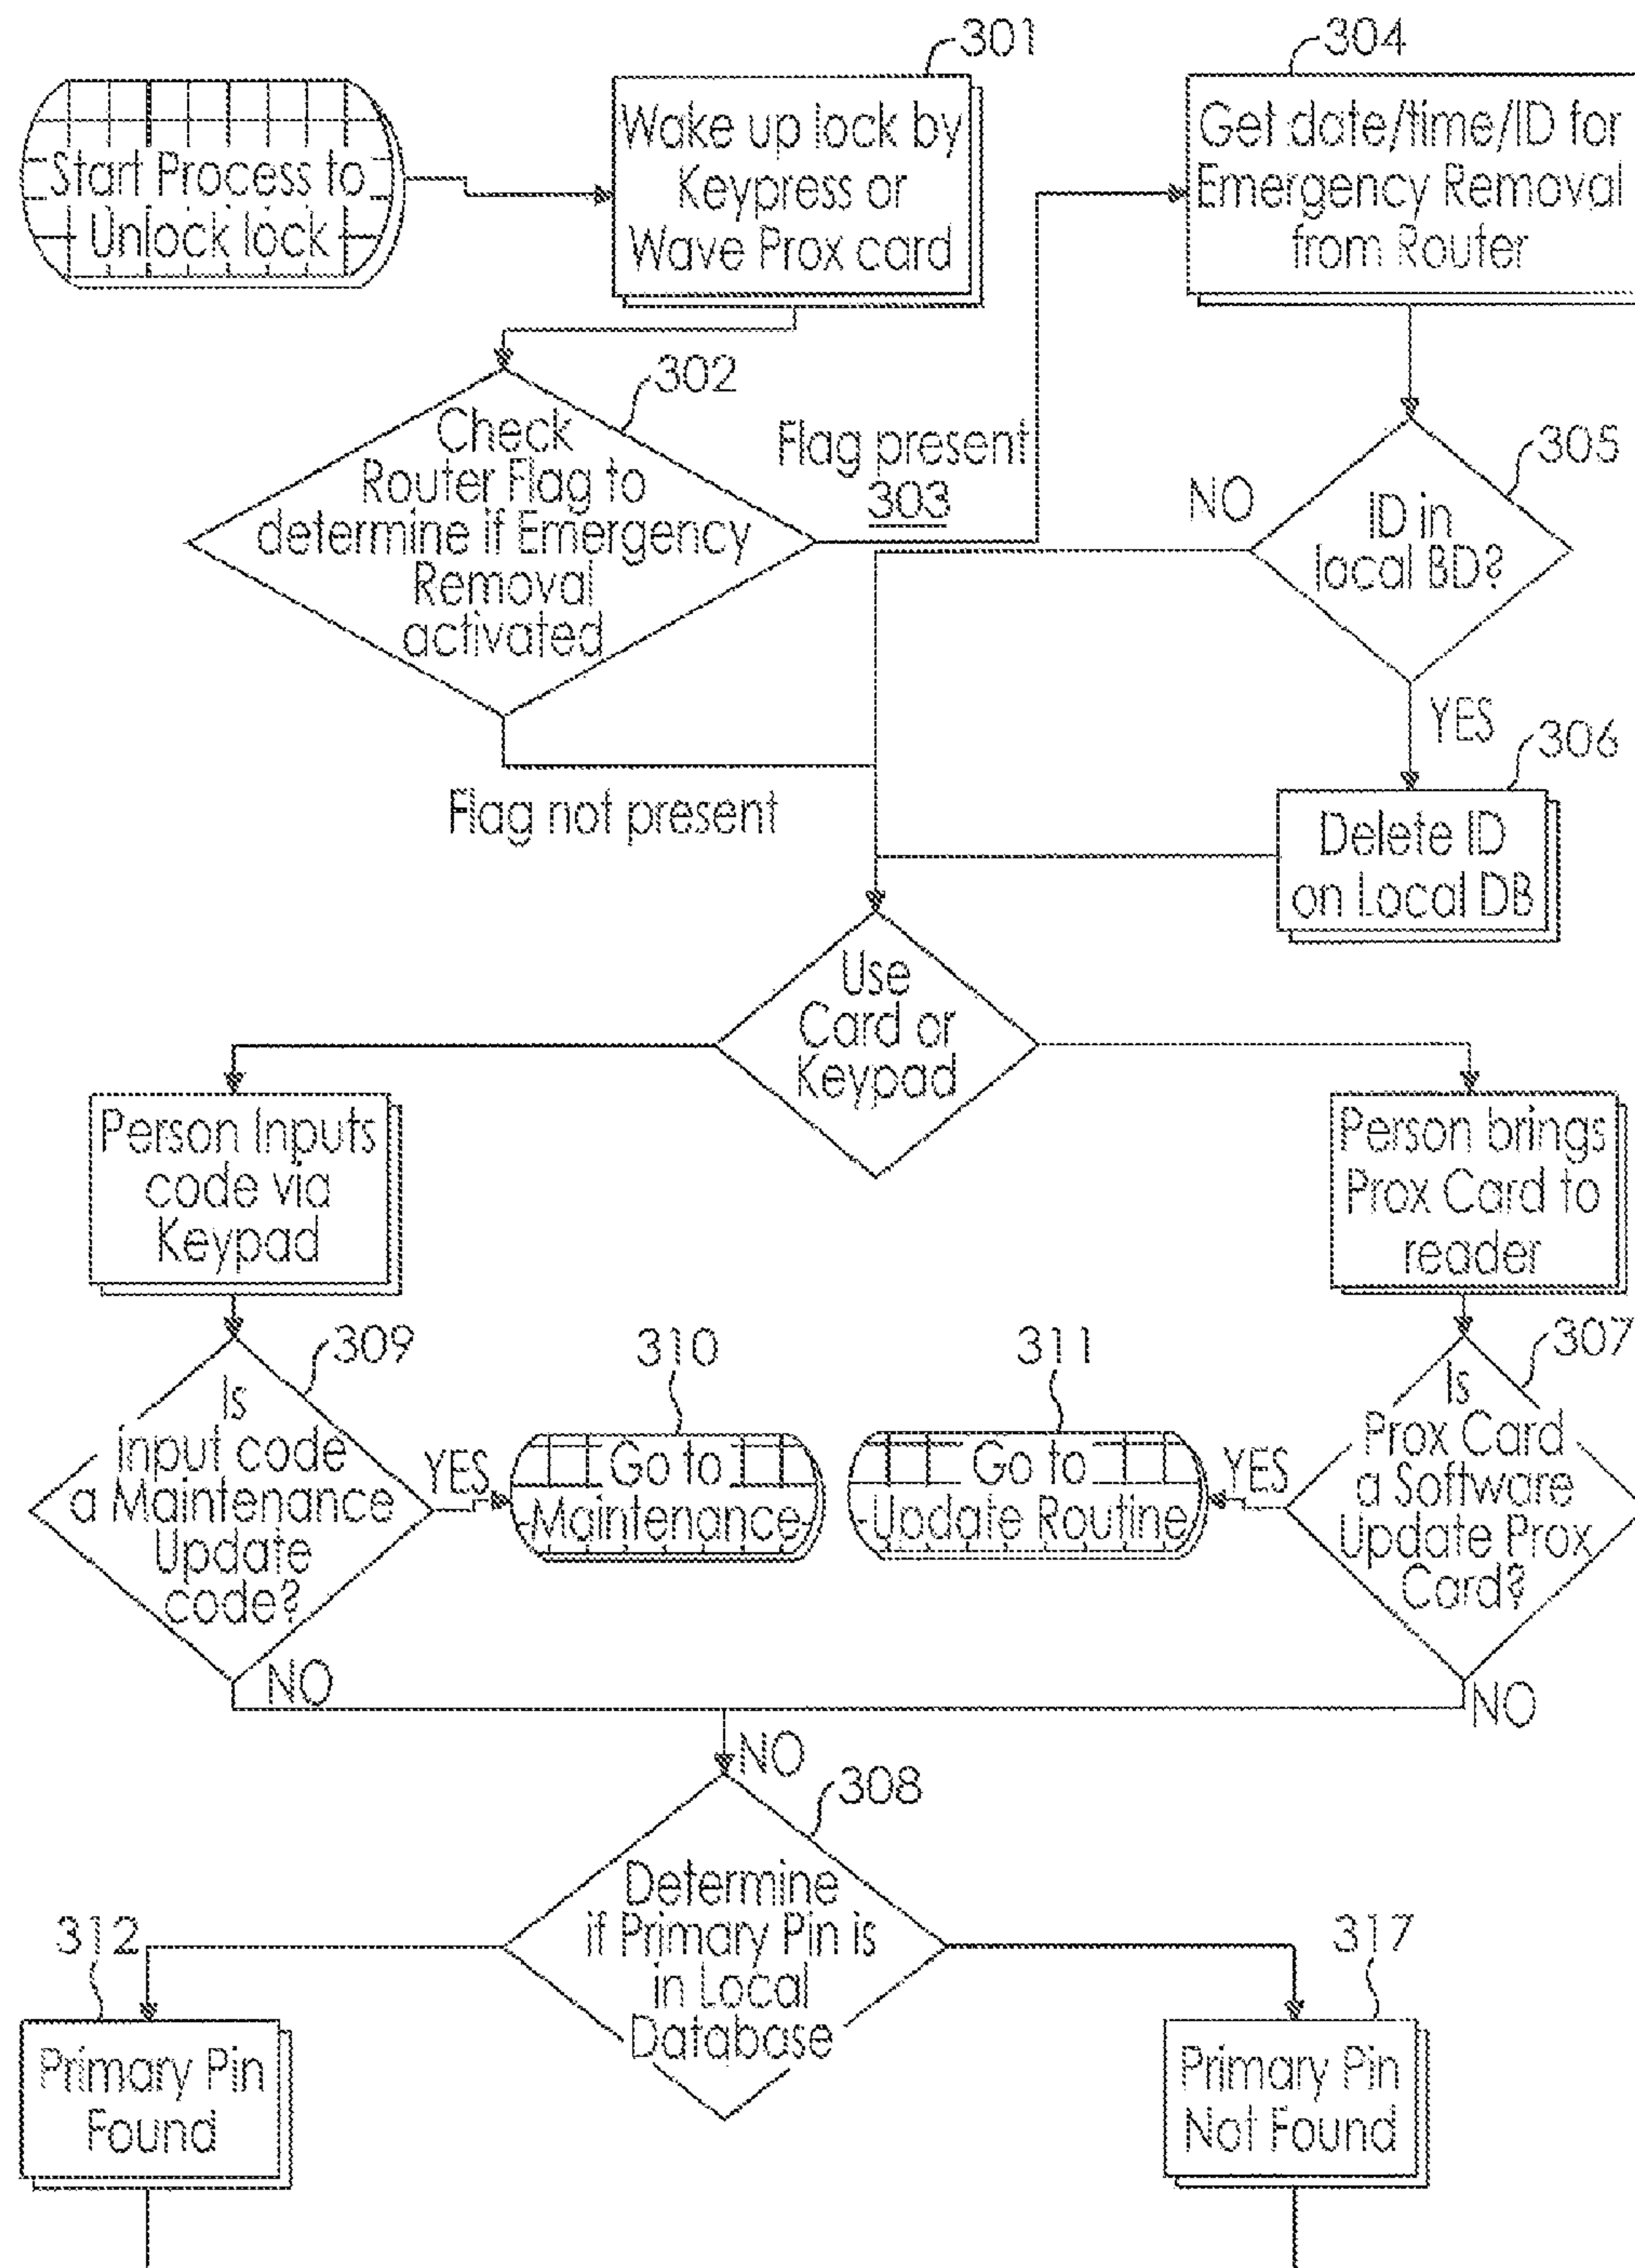 301
304
Start Process to
Unlock lock
Wake up lock by
Keypress or
Wave Prox card
Get date/time/ID for
Emergency Removal
from Router
302
Check
Router Flag to
determine if Emergency
Removal
activated
Flag present
303
305
NO
ID in
local BD?
YES
306
Flag not present
Delete ID
on Local DB
Use
Card or
Keypad
Person Inputs
code via
Keypad
Person brings
Prox Card to
reader
309
310
311
307
Is
input code
a Maintenance
Update
code?
YES
Go to
Maintenance
Go to
Update Routine
YES
Is
Prox Card
a Software
Update Prox
Card?
NO
NO
NO
308
Determine
if Primary Pin is
in Local
Database
312
317
Primary Pin
Found
Primary Pin
Not Found